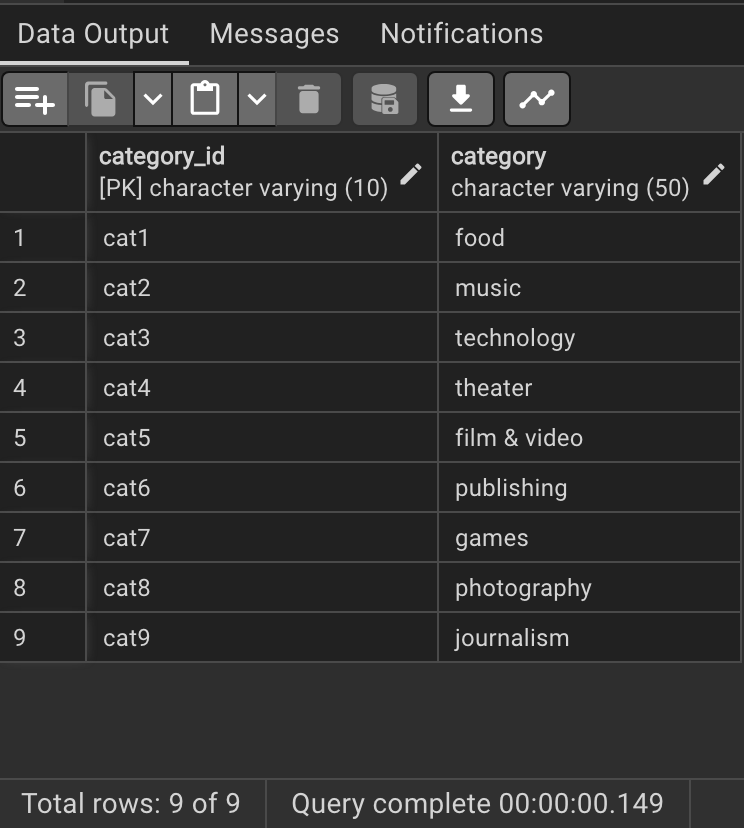 Data Output Messages Notifications
category_id category
[PK] character varying (10) character varying (50)
1 cat1 food
2 cat2 music
3 cat3 technology
4 cat4 theater
5 cat5 film & video
6 cat6 publishing
7 cat7 games
8 cat8 photography
9 cat9 journalism
Total rows: 9 of 9 Query complete 00:00:00.149